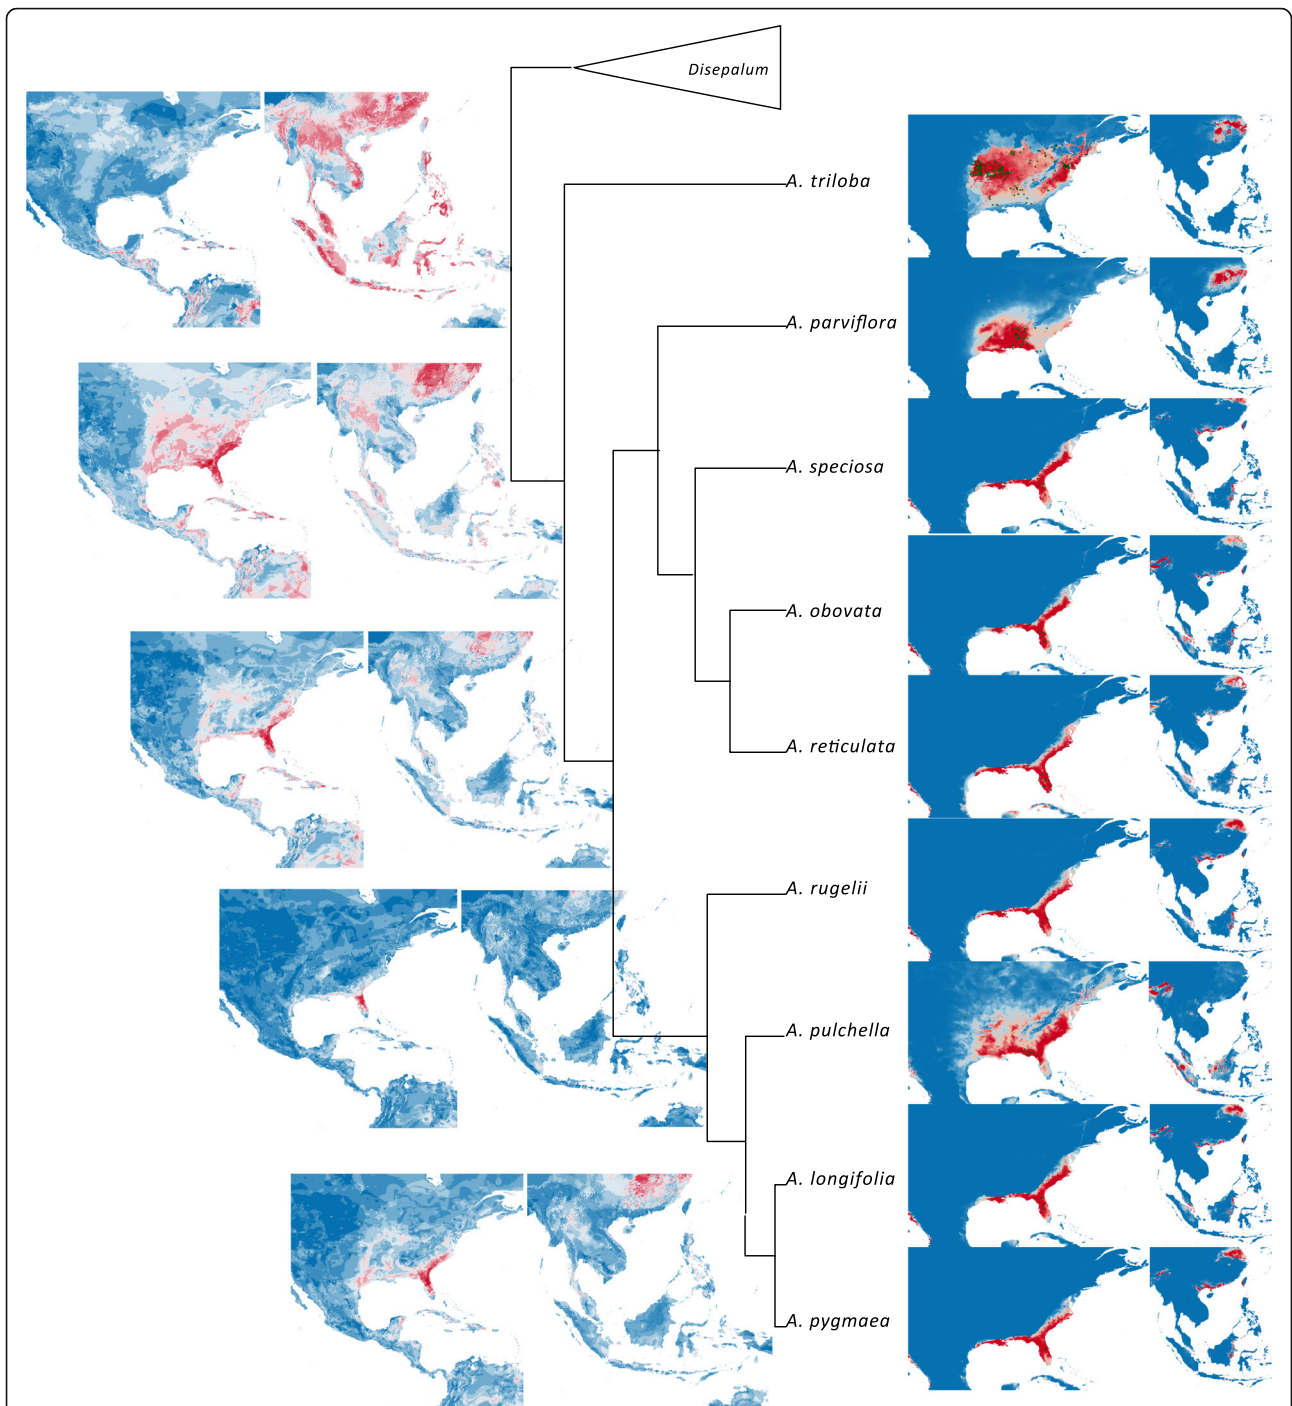 Disepalum
A. triloba
A. parviflora
A. speciosa
A. obovata
A. reticulata
A. rugelii
A. pulchella
A. longifolia
A. pygmaea